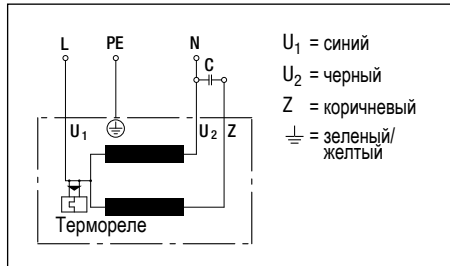 L PE N
C
U₁ U₂ Z
Термореле
U₁ = синий
U₂ = черный
Z = коричневый
⏚ = зеленый/
желтый